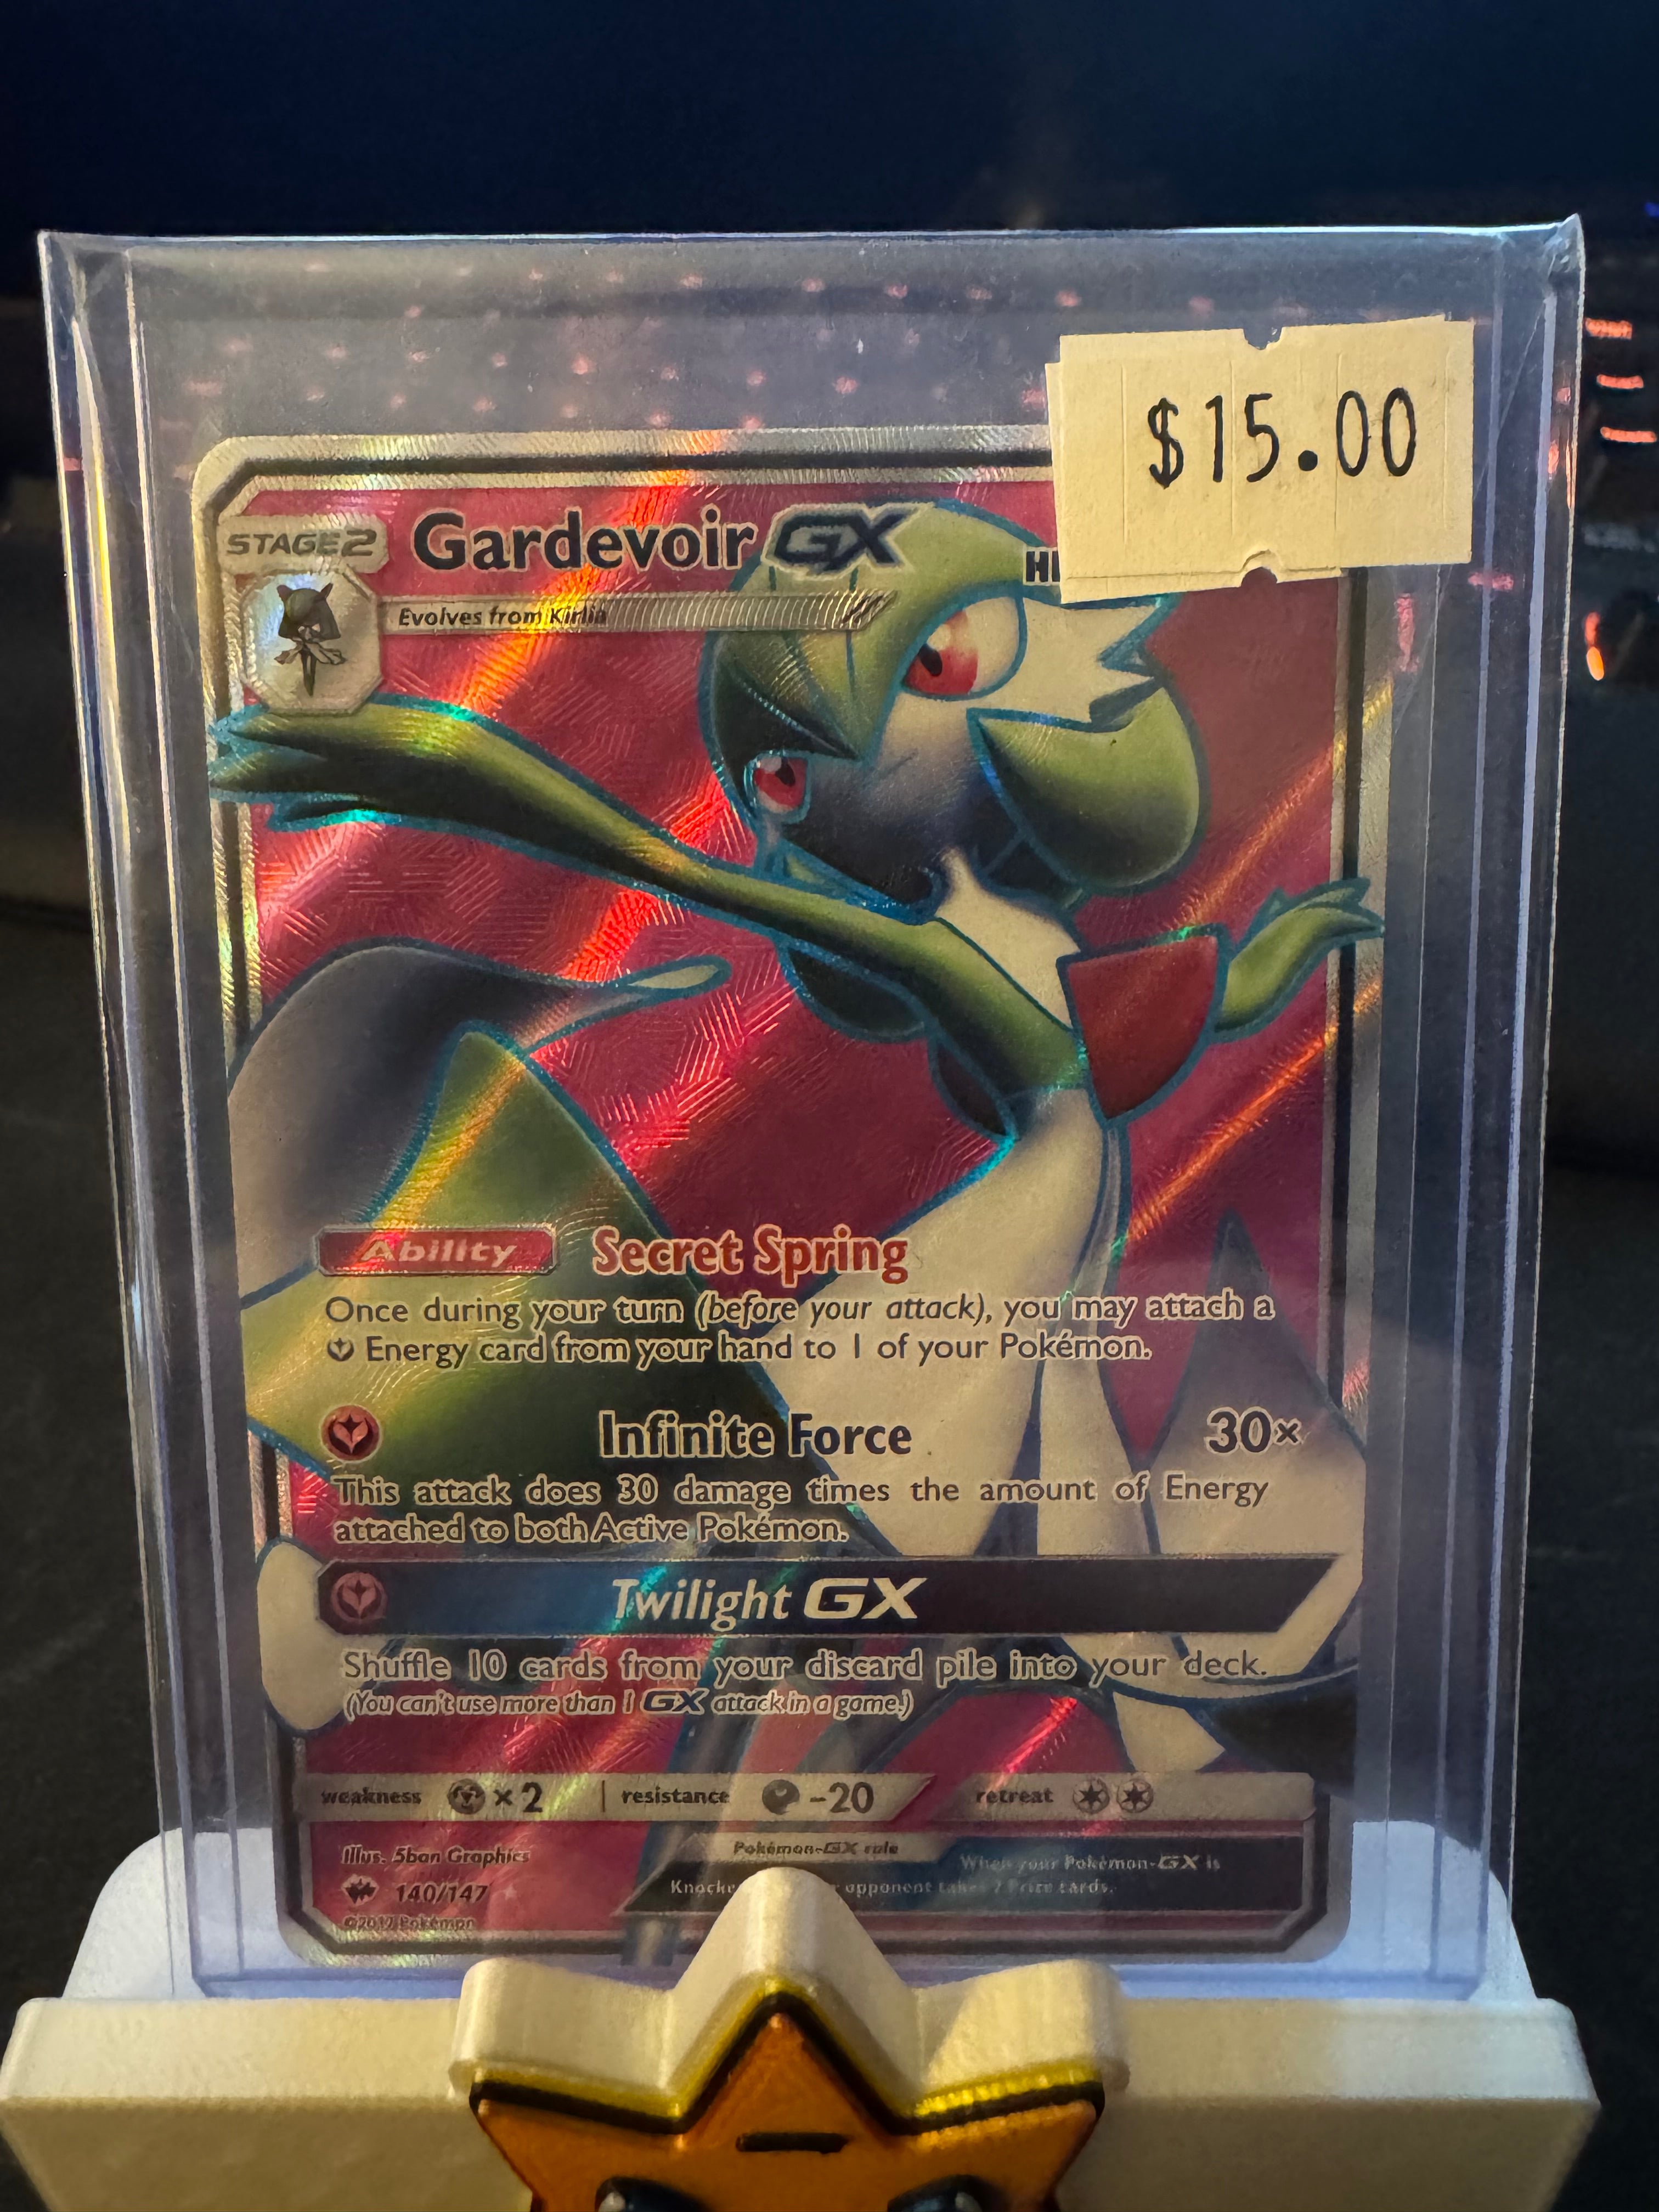 $15.00
STAGE2 Gardevoir GX
Evolves from Kirlia
Ability Secret Spring
Once during your turn (before your attack), you may attach a
Energy card from your hand to 1 of your Pokémon.
Infinite Force 30×
This attack does 30 damage times the amount of Energy
attached to both Active Pokémon.
Twilight GX
Shuffle 10 cards from your discard pile into your deck.
(You can't use more than 1 GX attack in a game.)
weakness ×2 resistance -20 retreat
Illus. 5ban Graphics
Pokémon-GX rule
When your Pokémon-GX is
140/147
opponent takes 2 Prize cards.
©2017 Pokémon